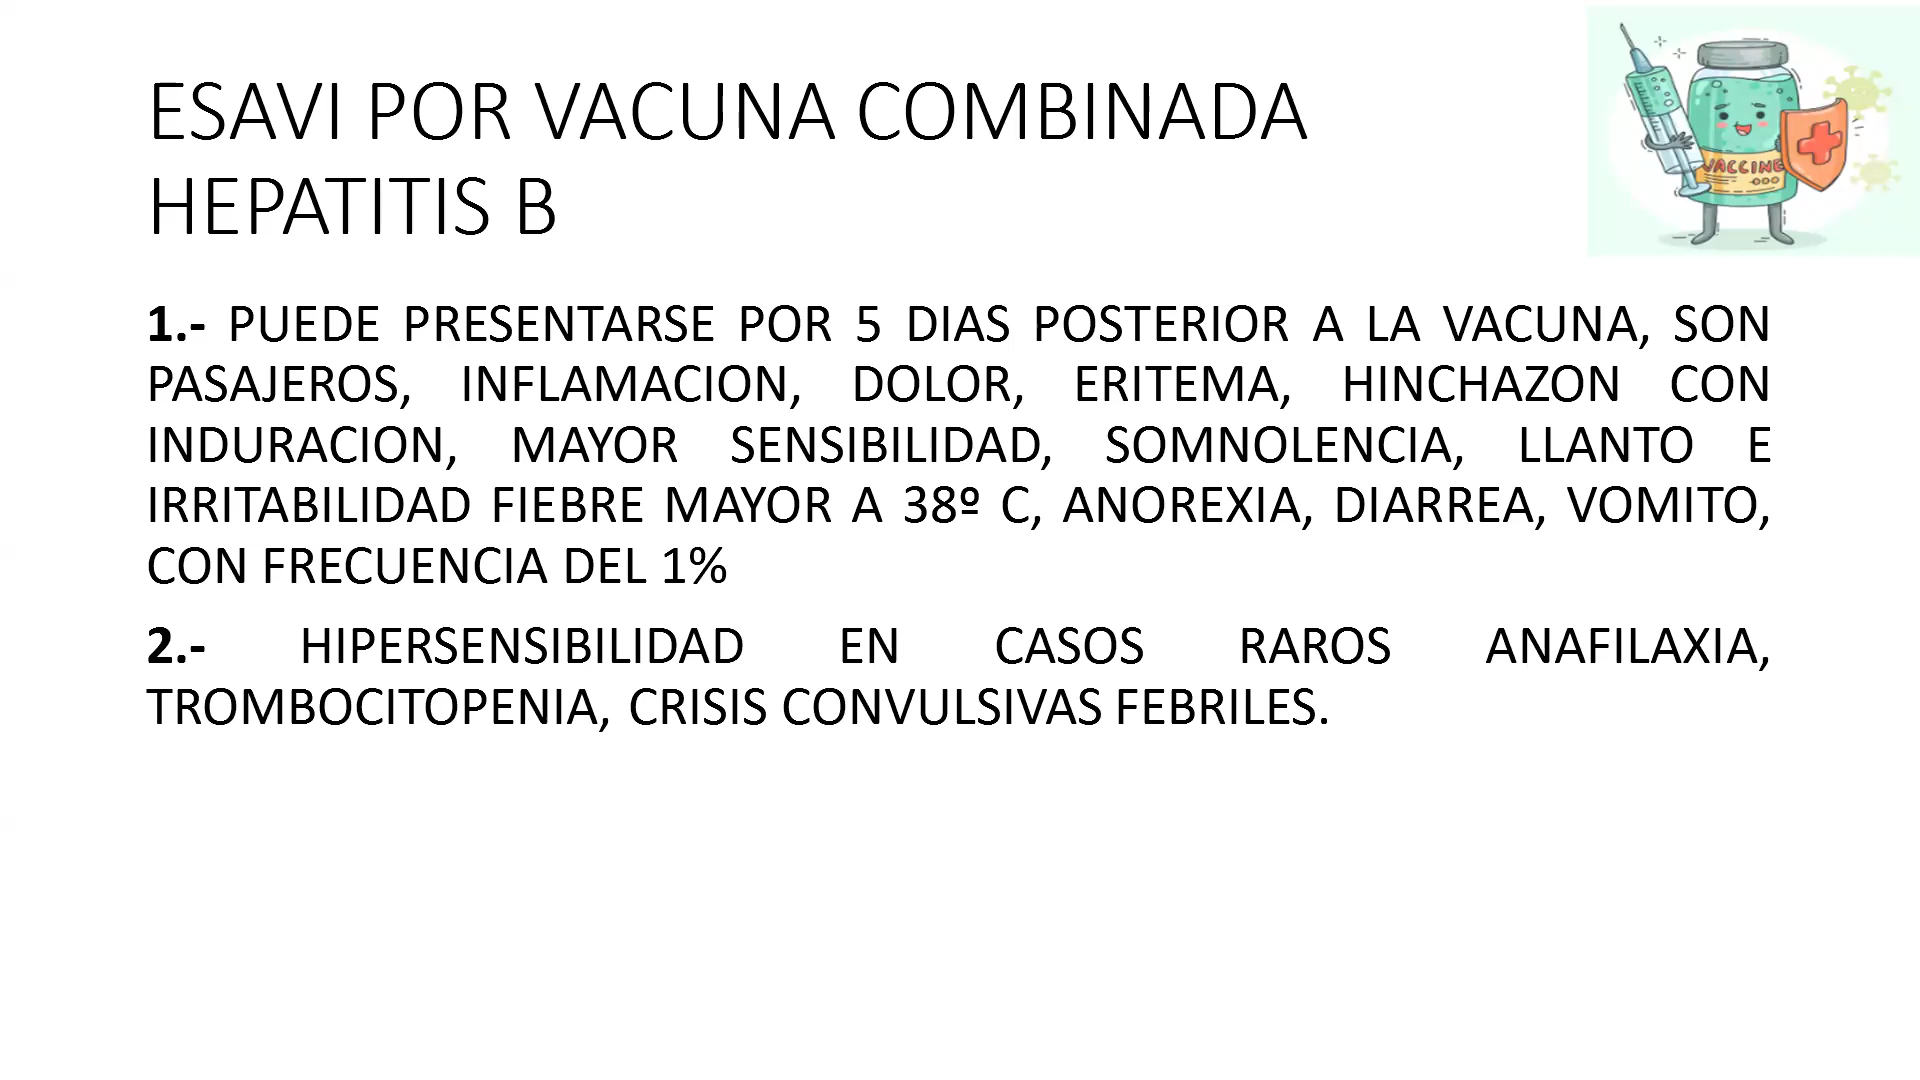 ESAVI POR VACUNA COMBINADA
HEPATITIS B
VACCINE
1.- PUEDE PRESENTARSE POR 5 DIAS POSTERIOR A LA VACUNA, SON
PASAJEROS, INFLAMACION, DOLOR, ERITEMA, HINCHAZON CON
INDURACION, MAYOR SENSIBILIDAD, SOMNOLENCIA, LLANTO E
IRRITABILIDAD FIEBRE MAYOR A 38º C, ANOREXIA, DIARREA, VOMITO,
CON FRECUENCIA DEL 1%
2.- HIPERSENSIBILIDAD EN CASOS RAROS ANAFILAXIA,
TROMBOCITOPENIA, CRISIS CONVULSIVAS FEBRILES.